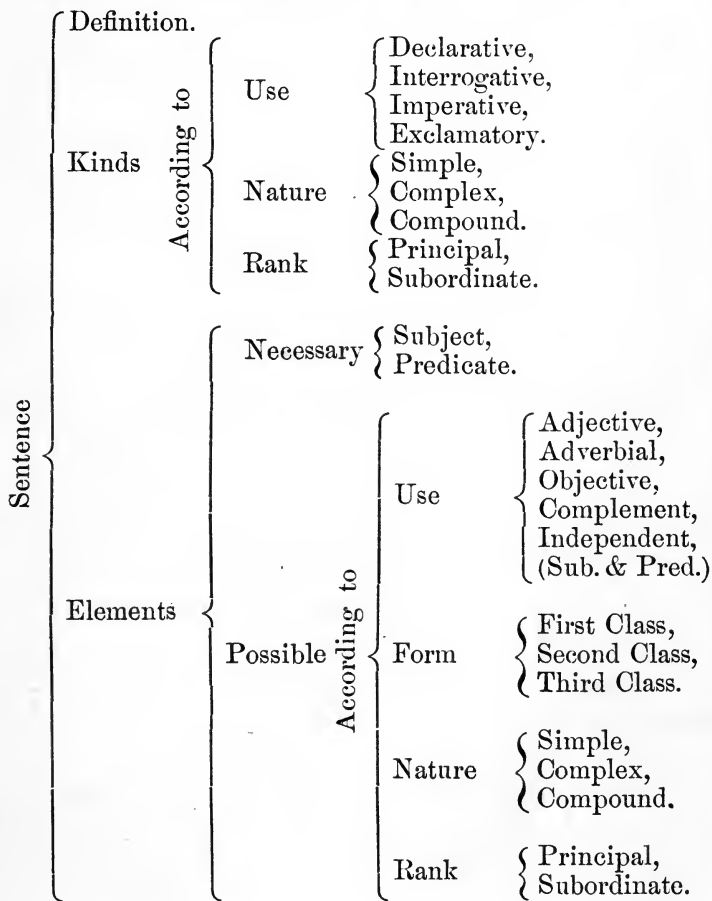 Sentence
Definition.
Kinds
According to
Use
Declarative,
Interrogative,
Imperative,
Exclamatory.
Nature
Simple,
Complex,
Compound.
Rank
Principal,
Subordinate.
Elements
Necessary
Subject,
Predicate.
Possible
According to
Use
Adjective,
Adverbial,
Objective,
Complement,
Independent,
(Sub. & Pred.)
Form
First Class,
Second Class,
Third Class.
Nature
Simple,
Complex,
Compound.
Rank
Principal,
Subordinate.